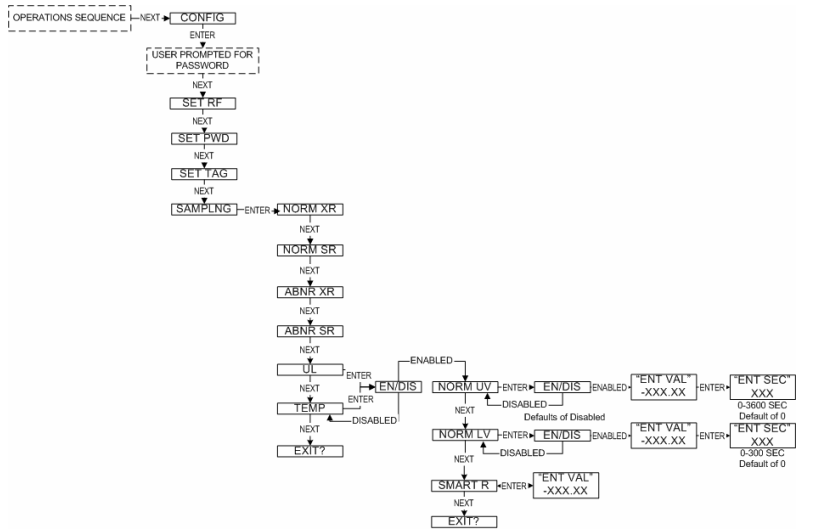 OPERATIONS SEQUENCE
NEXT
CONFIG
ENTER
USER PROMPTED FOR
PASSWORD
NEXT
SET RF
NEXT
SET PWD
NEXT
SET TAG
NEXT
SAMPLNG
ENTER
NORM XR
NEXT
NORM SR
NEXT
ABNR XR
NEXT
ABNR SR
NEXT
UL
ENTER
NEXT
TEMP
ENTER
NEXT
EXIT?
EN/DIS
ENABLED
DISABLED
NORM UV
ENTER
EN/DIS
ENABLED
"ENT VAL"
-XXX.XX
ENTER
"ENT SEC"
XXX
0-3600 SEC
Default of 0
DISABLED
Defaults of Disabled
NEXT
NORM LV
ENTER
EN/DIS
ENABLED
"ENT VAL"
-XXX.XX
ENTER
"ENT SEC"
XXX
0-300 SEC
Default of 0
DISABLED
NEXT
SMART R
ENTER
"ENT VAL"
-XXX.XX
NEXT
EXIT?